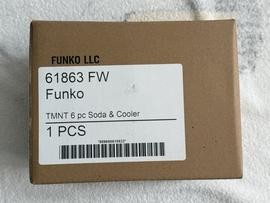 FUNKO LLC
61863 FW
Funko
TMNT 6 pc Soda & Cooler
1 PCS